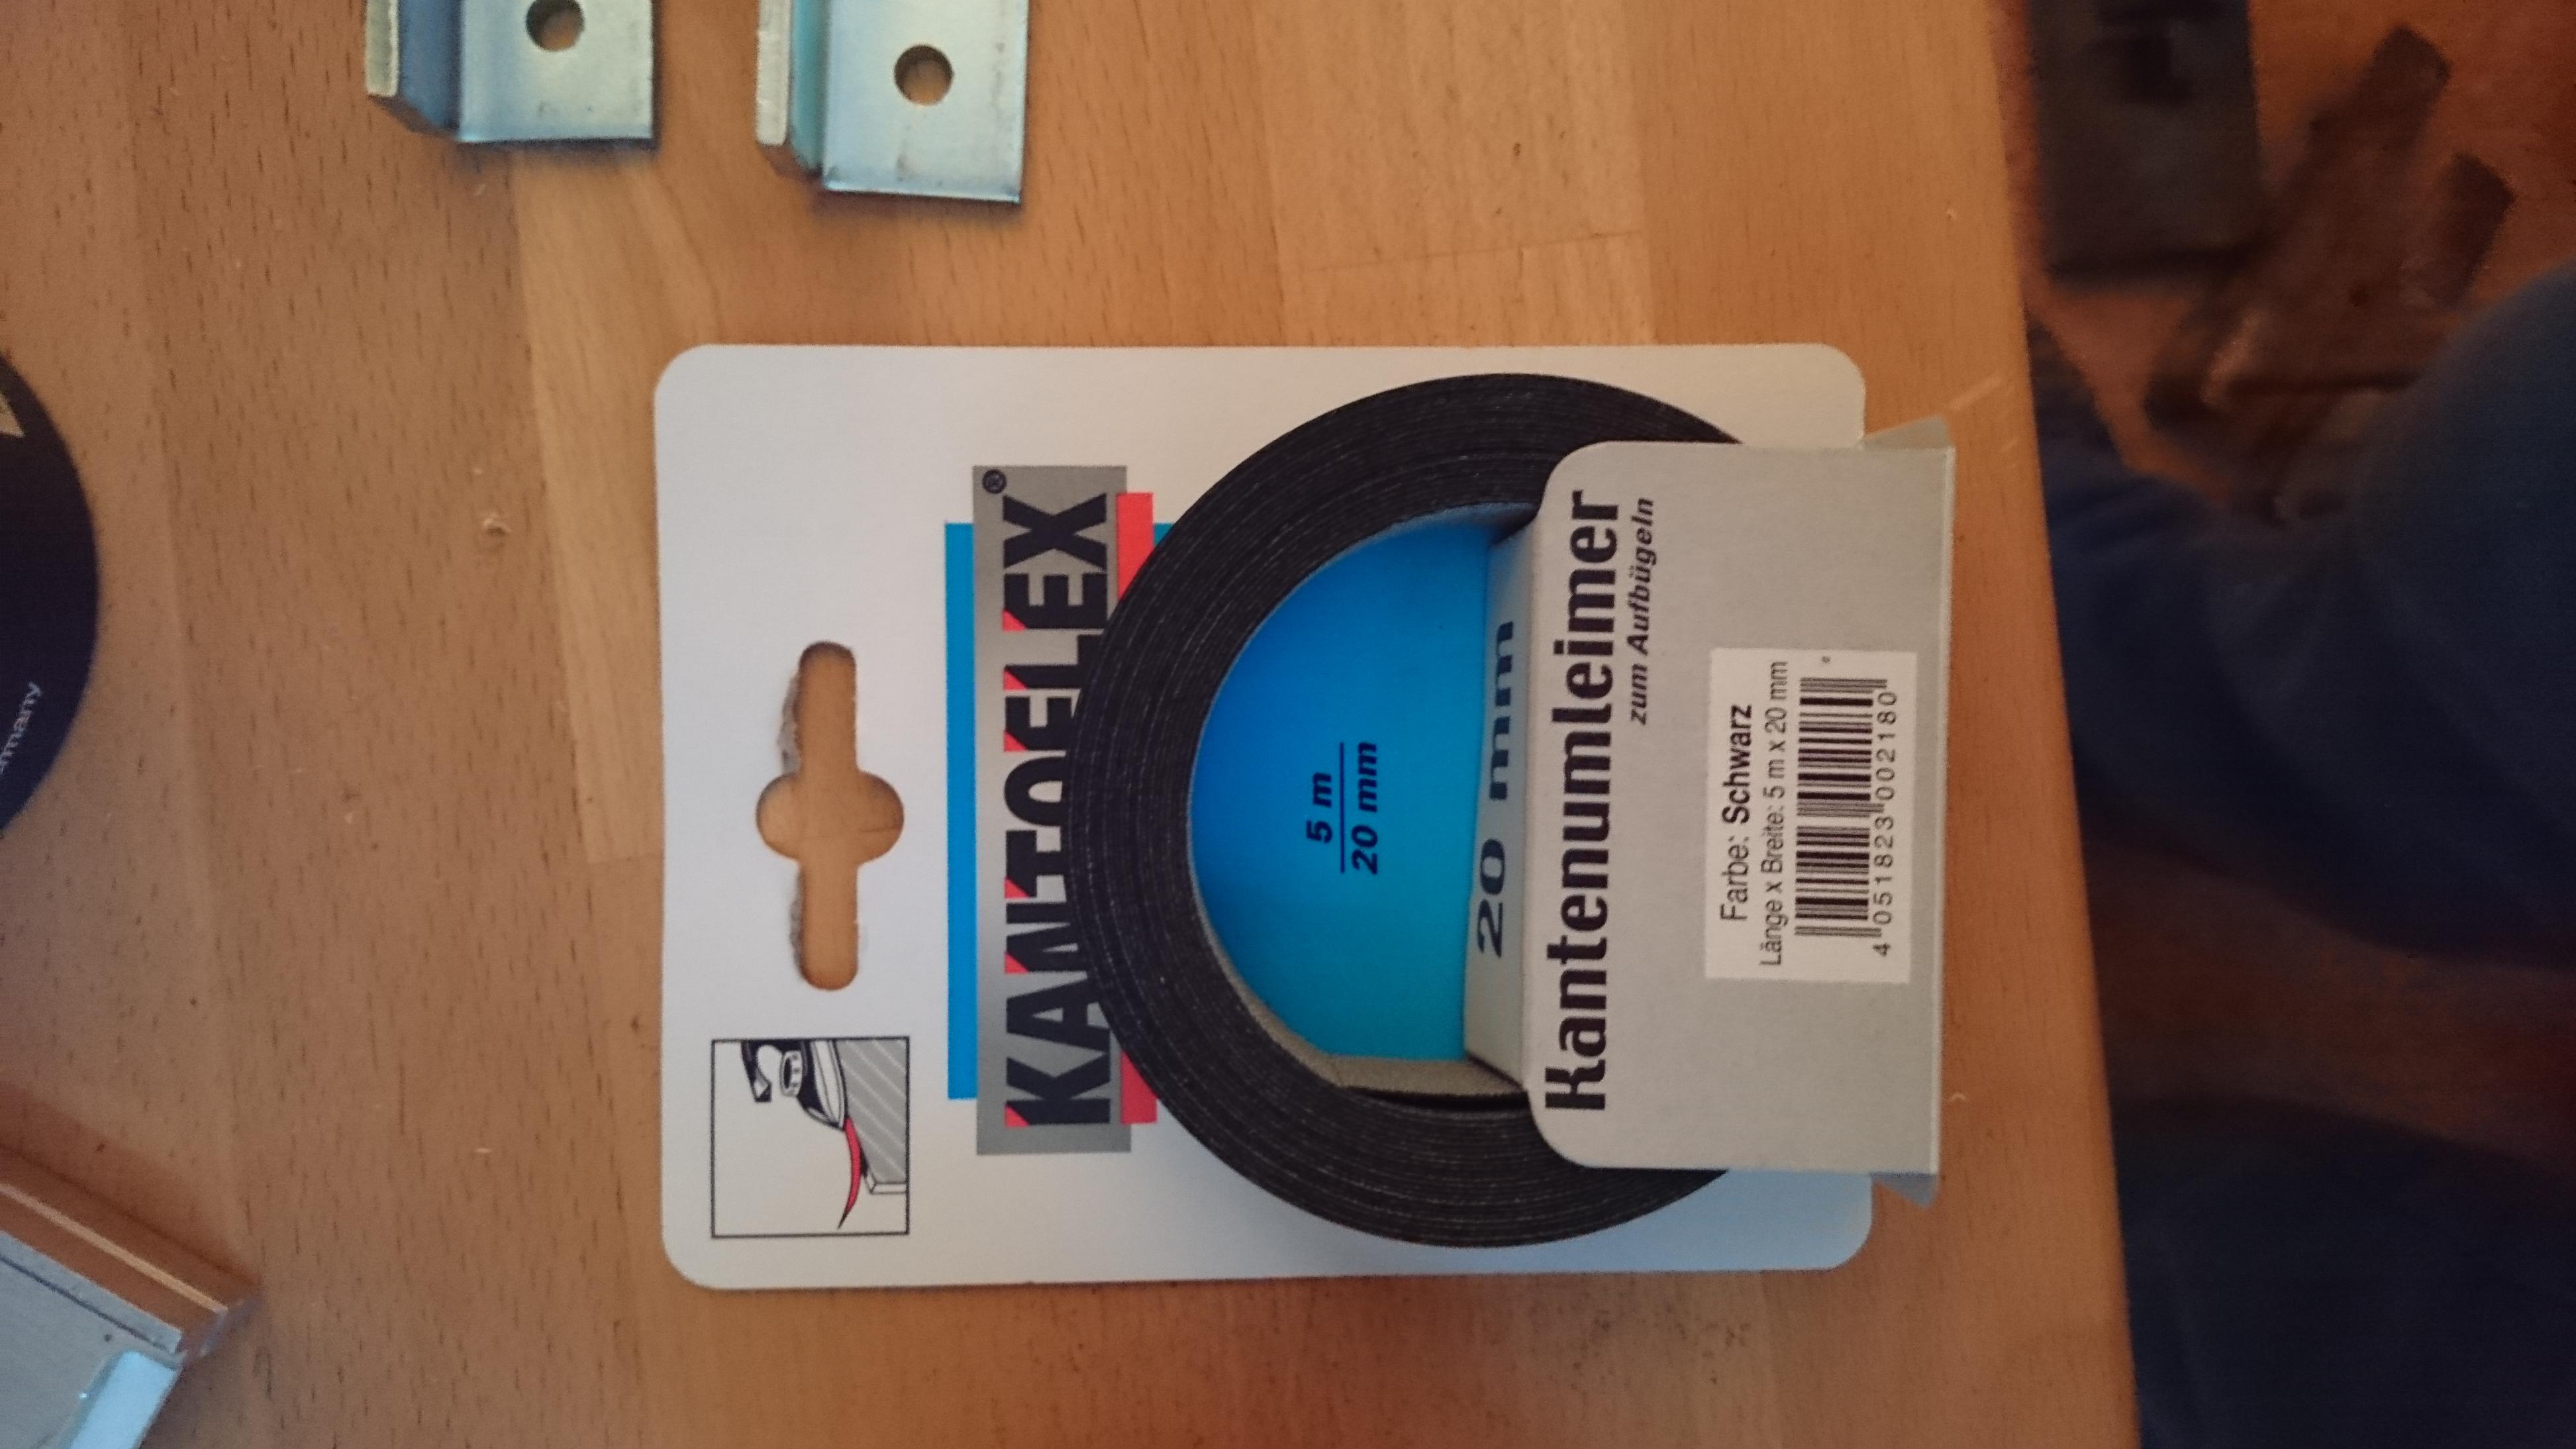 KANTOFLEX®
5 m
20 mm
20 mm
Kantenumleimer
zum Aufbügeln
Farbe: Schwarz
Länge x Breite: 5 m x 20 mm
4 051823 002180